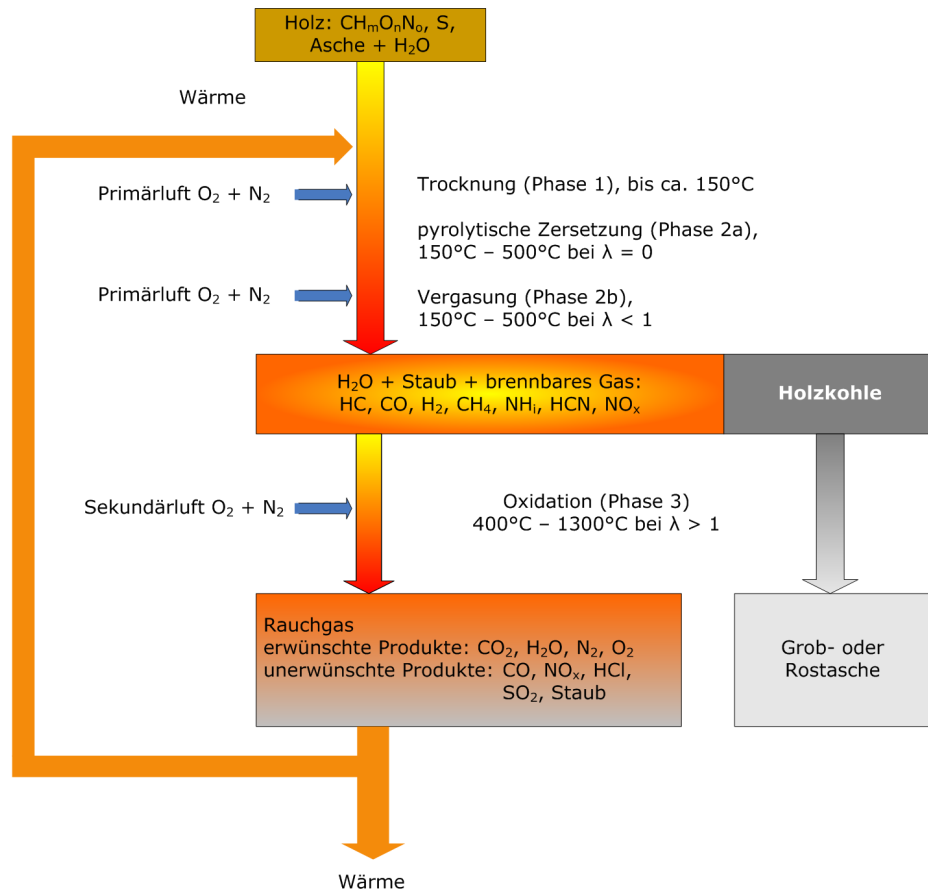 Holz: CHₘOₙNₒ, S,
Asche + H₂O
Wärme
Primärluft O₂ + N₂
Trocknung (Phase 1), bis ca. 150°C
pyrolytische Zersetzung (Phase 2a),
150°C – 500°C bei λ = 0
Primärluft O₂ + N₂
Vergasung (Phase 2b),
150°C – 500°C bei λ < 1
H₂O + Staub + brennbares Gas:
HC, CO, H₂, CH₄, NHᵢ, HCN, NOₓ
Holzkohle
Sekundärluft O₂ + N₂
Oxidation (Phase 3)
400°C – 1300°C bei λ > 1
Rauchgas
erwünschte Produkte: CO₂, H₂O, N₂, O₂
unerwünschte Produkte: CO, NOₓ, HCl,
SO₂, Staub
Grob- oder
Rostasche
Wärme